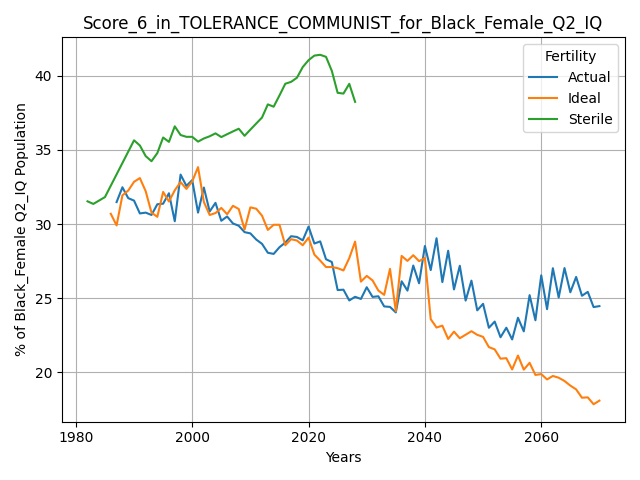 Score_6_in_TOLERANCE_COMMUNIST_for_Black_Female_Q2_IQ
Fertility
Actual
Ideal
Sterile
% of Black_Female Q2_IQ Population
40
35
30
25
20
1980
2000
2020
2040
2060
Years